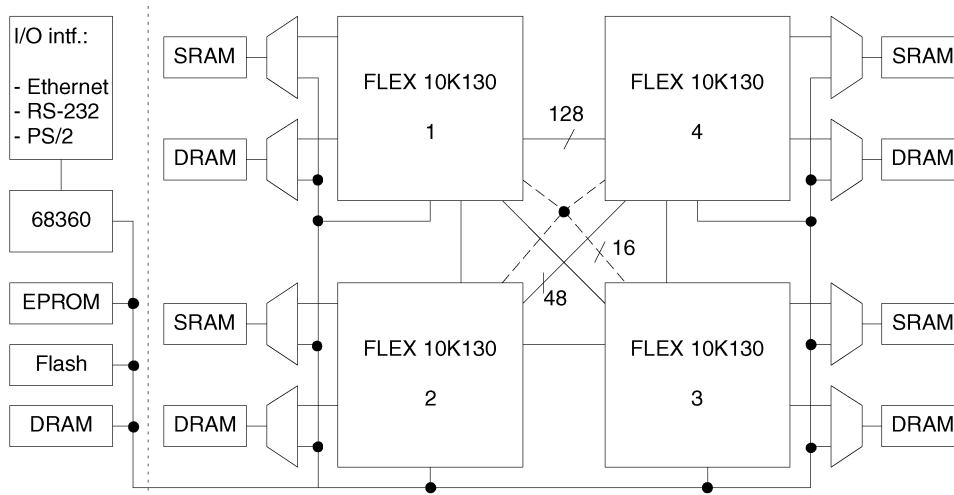 I/O intf.:
- Ethernet
- RS-232
- PS/2
68360
EPROM
Flash
DRAM
SRAM
DRAM
SRAM
DRAM
FLEX 10K130
1
FLEX 10K130
4
128
16
48
FLEX 10K130
2
FLEX 10K130
3
SRAM
DRAM
SRAM
DRAM